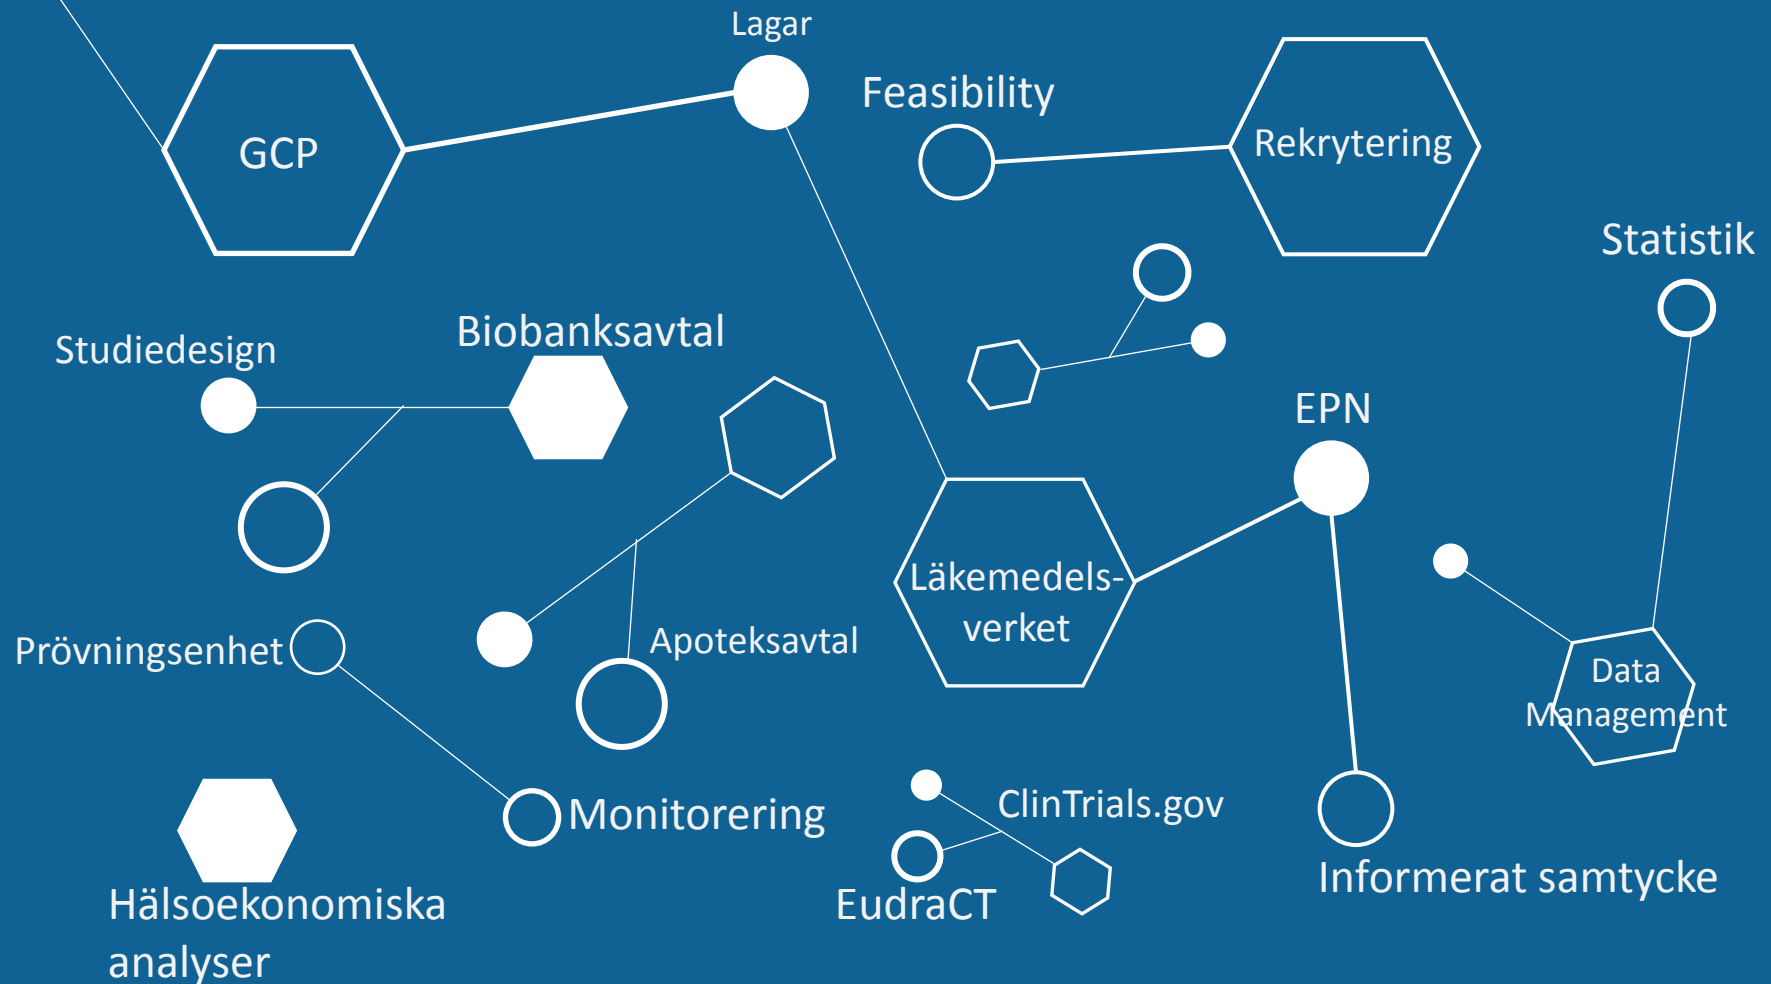 Lagar
Feasibility
GCP
Rekrytering
Statistik
Studiedesign
Biobanksavtal
EPN
Läkemedels-
verket
Prövningsenhet
Apoteksavtal
Data
Management
Monitorering
ClinTrials.gov
EudraCT
Informerat samtycke
Hälsoekonomiska
analyser